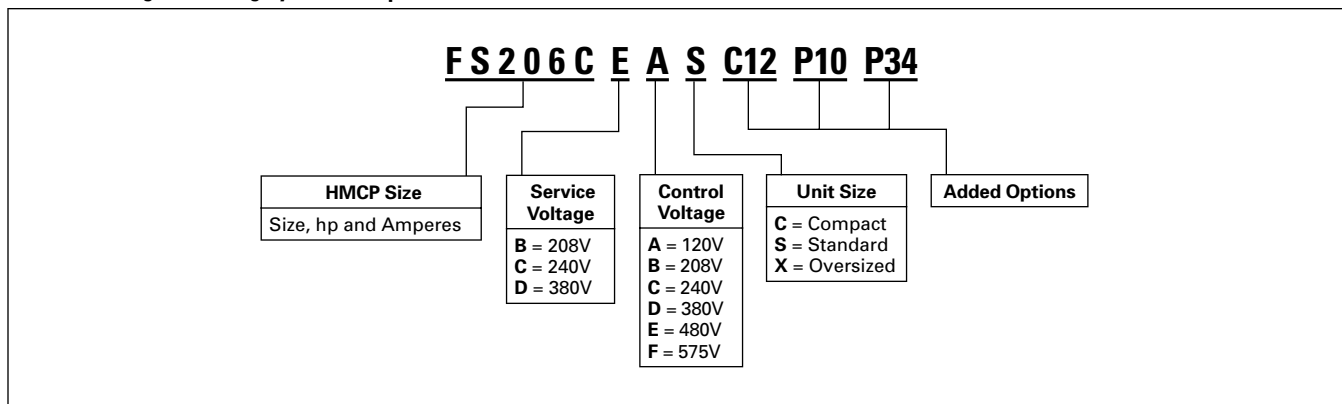 FS206C E A S C12 P10 P34
HMCP Size
Size, hp and Amperes
Service
Voltage
B = 208V
C = 240V
D = 380V
Control
Voltage
A = 120V
B = 208V
C = 240V
D = 380V
E = 480V
F = 575V
Unit Size
C = Compact
S = Standard
X = Oversized
Added Options